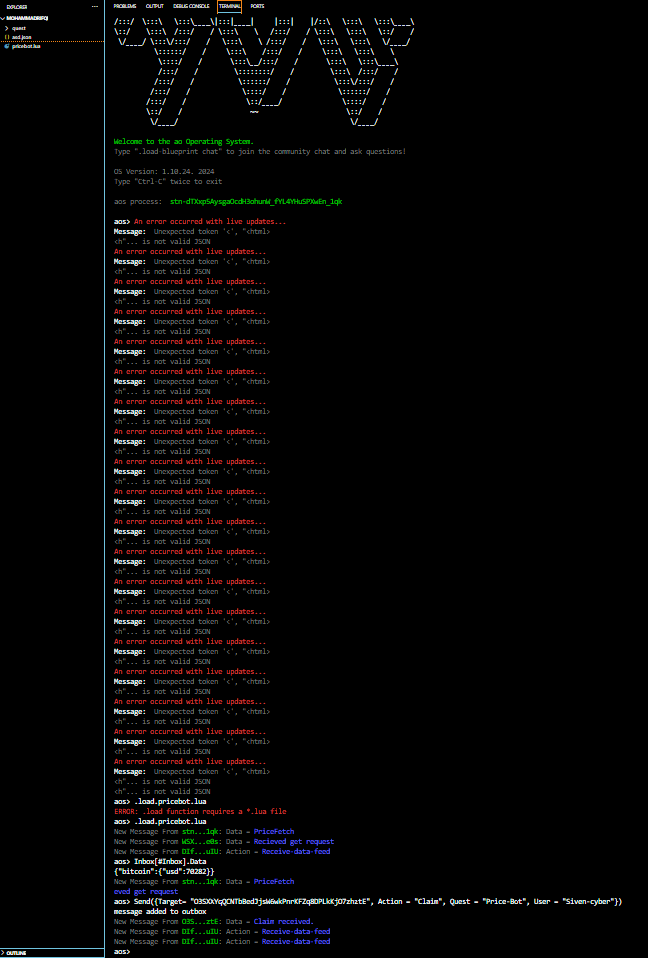 EXPLORER
MOHAMMADRIFQI
quest
asd.json
pricebot.lua
OUTLINE
PROBLEMS OUTPUT DEBUG CONSOLE TERMINAL PORTS
Welcome to the ao Operating System.
Type ".load-blueprint chat" to join the community chat and ask questions!
OS Version: 1.10.24. 2024
Type "Ctrl-C" twice to exit
aos process:
aos> An error occurred with live updates...
Message: Unexpected token '<', "<html>
<h"... is not valid JSON
An error occurred with live updates...
Message: Unexpected token '<', "<html>
<h"... is not valid JSON
An error occurred with live updates...
Message: Unexpected token '<', "<html>
<h"... is not valid JSON
An error occurred with live updates...
Message: Unexpected token '<', "<html>
<h"... is not valid JSON
An error occurred with live updates...
Message: Unexpected token '<', "<html>
<h"... is not valid JSON
An error occurred with live updates...
Message: Unexpected token '<', "<html>
<h"... is not valid JSON
An error occurred with live updates...
Message: Unexpected token '<', "<html>
<h"... is not valid JSON
An error occurred with live updates...
Message: Unexpected token '<', "<html>
<h"... is not valid JSON
An error occurred with live updates...
Message: Unexpected token '<', "<html>
<h"... is not valid JSON
An error occurred with live updates...
Message: Unexpected token '<', "<html>
<h"... is not valid JSON
An error occurred with live updates...
Message: Unexpected token '<', "<html>
<h"... is not valid JSON
An error occurred with live updates...
Message: Unexpected token '<', "<html>
<h"... is not valid JSON
An error occurred with live updates...
Message: Unexpected token '<', "<html>
<h"... is not valid JSON
An error occurred with live updates...
Message: Unexpected token '<', "<html>
<h"... is not valid JSON
An error occurred with live updates...
Message: Unexpected token '<', "<html>
<h"... is not valid JSON
An error occurred with live updates...
Message: Unexpected token '<', "<html>
<h"... is not valid JSON
An error occurred with live updates...
Message: Unexpected token '<', "<html>
<h"... is not valid JSON
An error occurred with live updates...
Message: Unexpected token '<', "<html>
<h"... is not valid JSON
An error occurred with live updates...
Message: Unexpected token '<', "<html>
<h"... is not valid JSON
<h"... is not valid JSON
aos> .load.pricebot.lua
ERROR: .load function requires a *.lua file
aos> .load.pricebot.lua
New Message From stn...1qk: Data = PriceFetch
New Message From WSX...e0s: Data = Recieved got request
New Message From DIf...uIU: Action = Receive-data-feed
aos> Inbox[#Inbox].Data
{"bitcoin":{"usd":70282}}
New Message From stn...1qk: Data = PriceFetch
eved got request
aos> Send({Target= Action = "Claim", Quest = "Price-Bot", User = "Siven-cyber"})
message added to outbox
New Message From O3S...ztE: Data = Claim received.
New Message From DIf...uIU: Action = Receive-data-feed
New Message From DIf...uIU: Action = Receive-data-feed
aos>